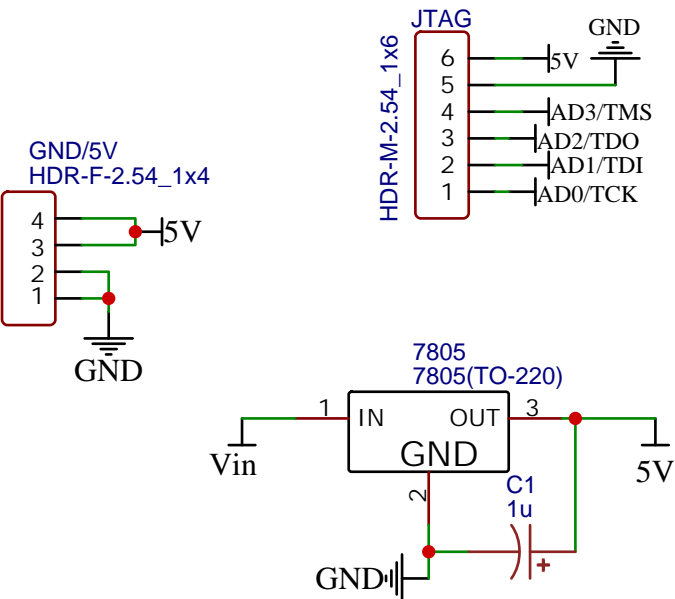 JTAG
HDR-M-2.54_1x6
6
5V
GND
5
4
AD3/TMS
3
AD2/TDO
2
AD1/TDI
1
AD0/TCK
GND/5V
HDR-F-2.54_1x4
4
3
5V
2
1
GND
7805
7805(TO-220)
Vin
1
IN
OUT
3
5V
GND
2
C1
1u
+
GND